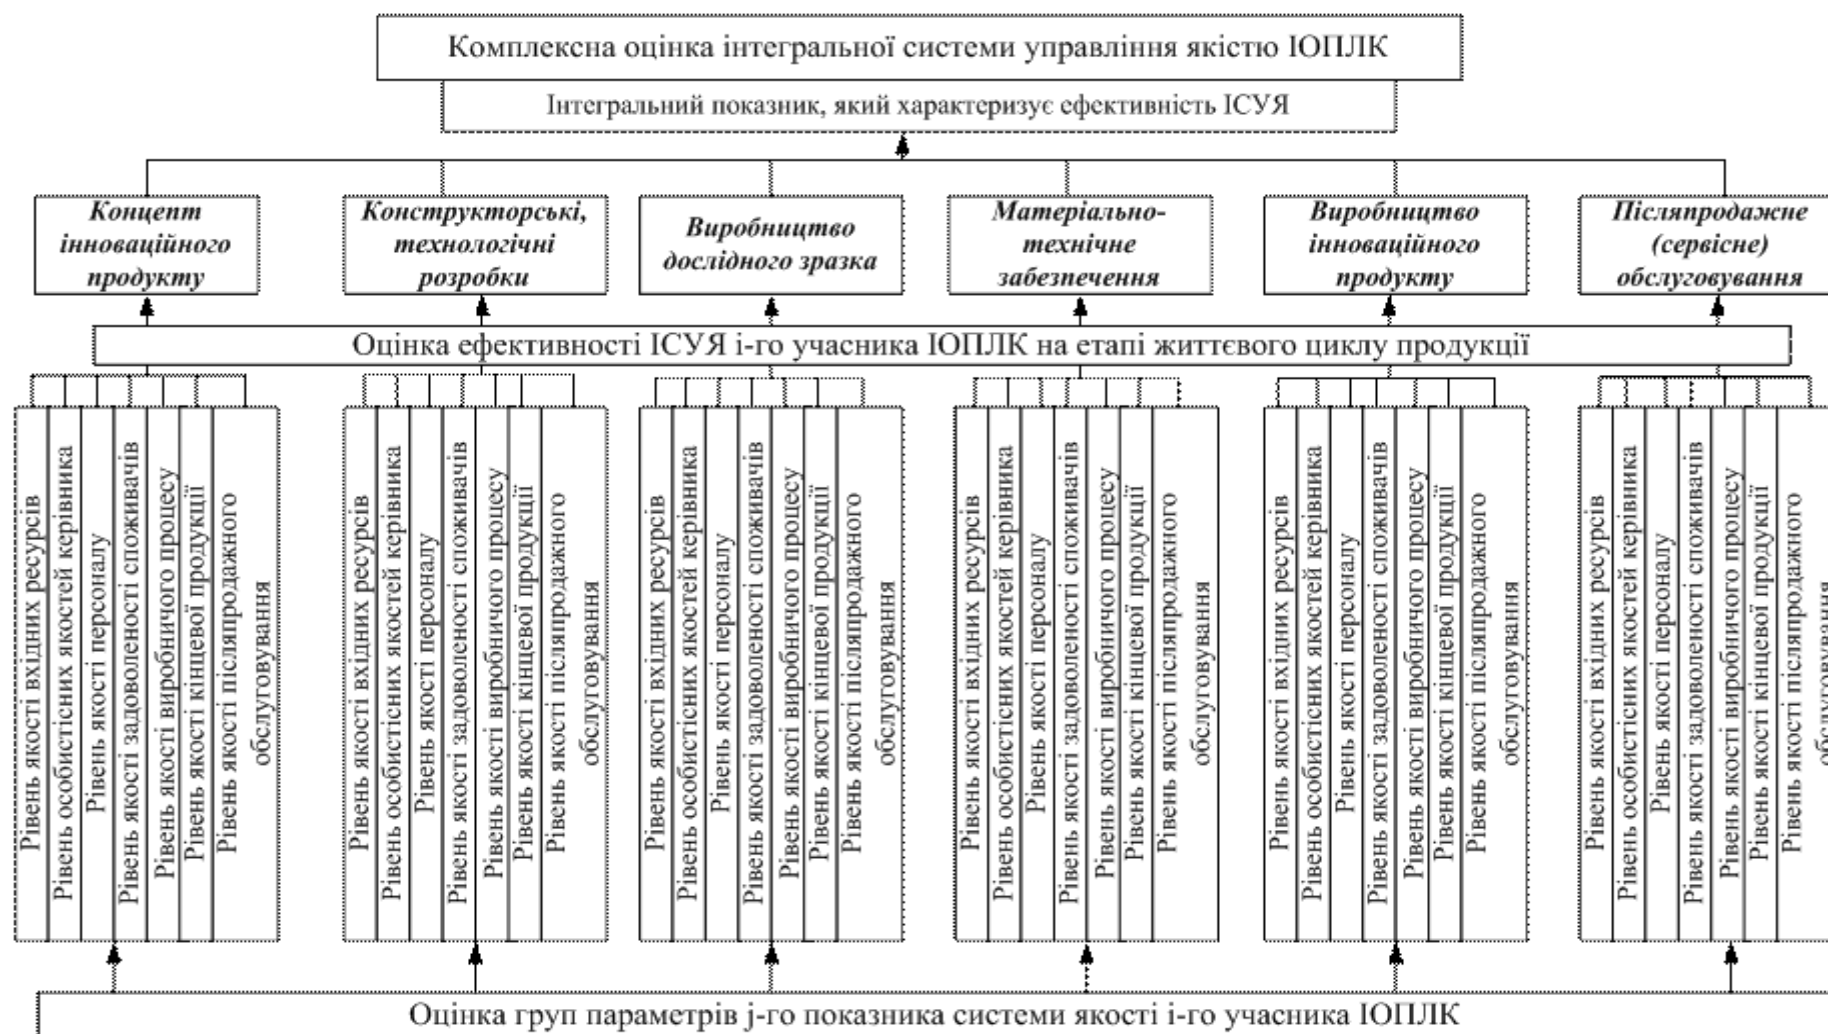 Комплексна оцінка інтегральної системи управління якістю ІОПЛК
Інтегральний показник, який характеризує ефективність ІСУЯ
Концепт
інноваційного
продукту
Конструкторські,
технологічні
розробки
Виробництво
дослідного зразка
Матеріально-
технічне
забезпечення
Виробництво
інноваційного
продукту
Післяпродажне
(сервісне)
обслуговування
Оцінка ефективності ІСУЯ і-го учасника ІОПЛК на етапі життєвого циклу продукції
Рівень якості вхідних ресурсів
Рівень особистісних якостей керівника
Рівень якості персоналу
Рівень якості задоволеності споживачів
Рівень якості виробничого процесу
Рівень якості кінцевої продукції
Рівень якості післяпродажного
обслуговування
Рівень якості вхідних ресурсів
Рівень особистісних якостей керівника
Рівень якості персоналу
Рівень якості задоволеності споживачів
Рівень якості виробничого процесу
Рівень якості кінцевої продукції
Рівень якості післяпродажного
обслуговування
Рівень якості вхідних ресурсів
Рівень особистісних якостей керівника
Рівень якості персоналу
Рівень якості задоволеності споживачів
Рівень якості виробничого процесу
Рівень якості кінцевої продукції
Рівень якості післяпродажного
обслуговування
Рівень якості вхідних ресурсів
Рівень особистісних якостей керівника
Рівень якості персоналу
Рівень якості задоволеності споживачів
Рівень якості виробничого процесу
Рівень якості кінцевої продукції
Рівень якості післяпродажного
обслуговування
Рівень якості вхідних ресурсів
Рівень особистісних якостей керівника
Рівень якості персоналу
Рівень якості задоволеності споживачів
Рівень якості виробничого процесу
Рівень якості кінцевої продукції
Рівень якості післяпродажного
обслуговування
Рівень якості вхідних ресурсів
Рівень особистісних якостей керівника
Рівень якості персоналу
Рівень якості задоволеності споживачів
Рівень якості виробничого процесу
Рівень якості кінцевої продукції
Рівень якості післяпродажного
обслуговування
Оцінка груп параметрів j-го показника системи якості і-го учасника ІОПЛК